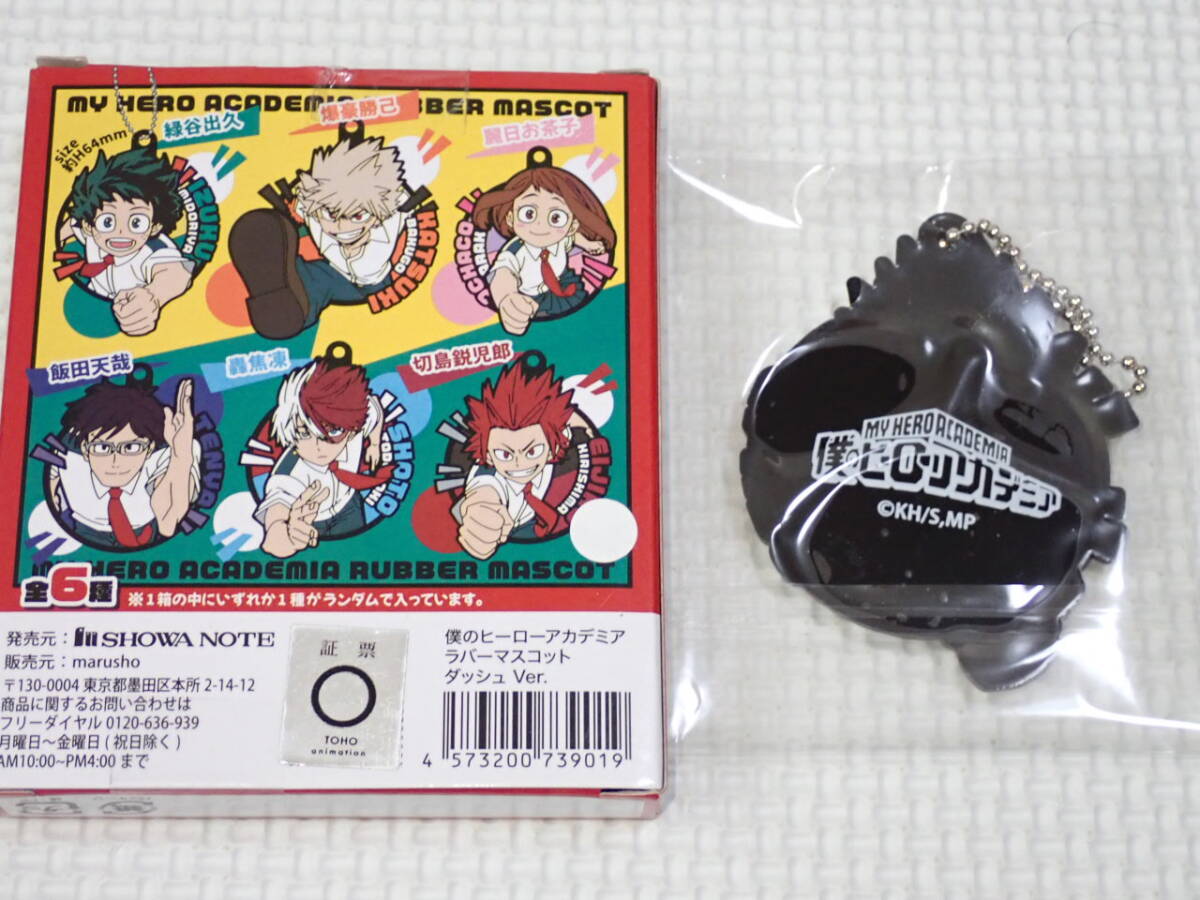 MY HERO ACADEMIA RUBBER MASCOT
size
約H64mm
緑谷出久
爆豪勝己
麗日お茶子
IZUKU
MIDORIYA
KATSUKI
BAKUGO
OCHACO
飯田天哉
轟焦凍
切島鋭児郎
TENYA
SHOTO
EIJIRO
KIRISHIMA
HERO ACADEMIA RUBBER MASCOT
全6種
※1箱の中にいずれか1種がランダムで入っています。
発売元：SHOWA NOTE
販売元：marusho
〒130-0004 東京都墨田区本所 2-14-12
商品に関するお問い合わせは
フリーダイヤル 0120-636-939
月曜日〜金曜日 ( 祝日除く )
AM10:00~PM4:00 まで
証票
TOHO
animation
僕のヒーローアカデミア
ラバーマスコット
ダッシュ Ver.
4 573200 739019
MY HERO ACADEMIA
僕のヒーローアカデミア
©KH/S,MP